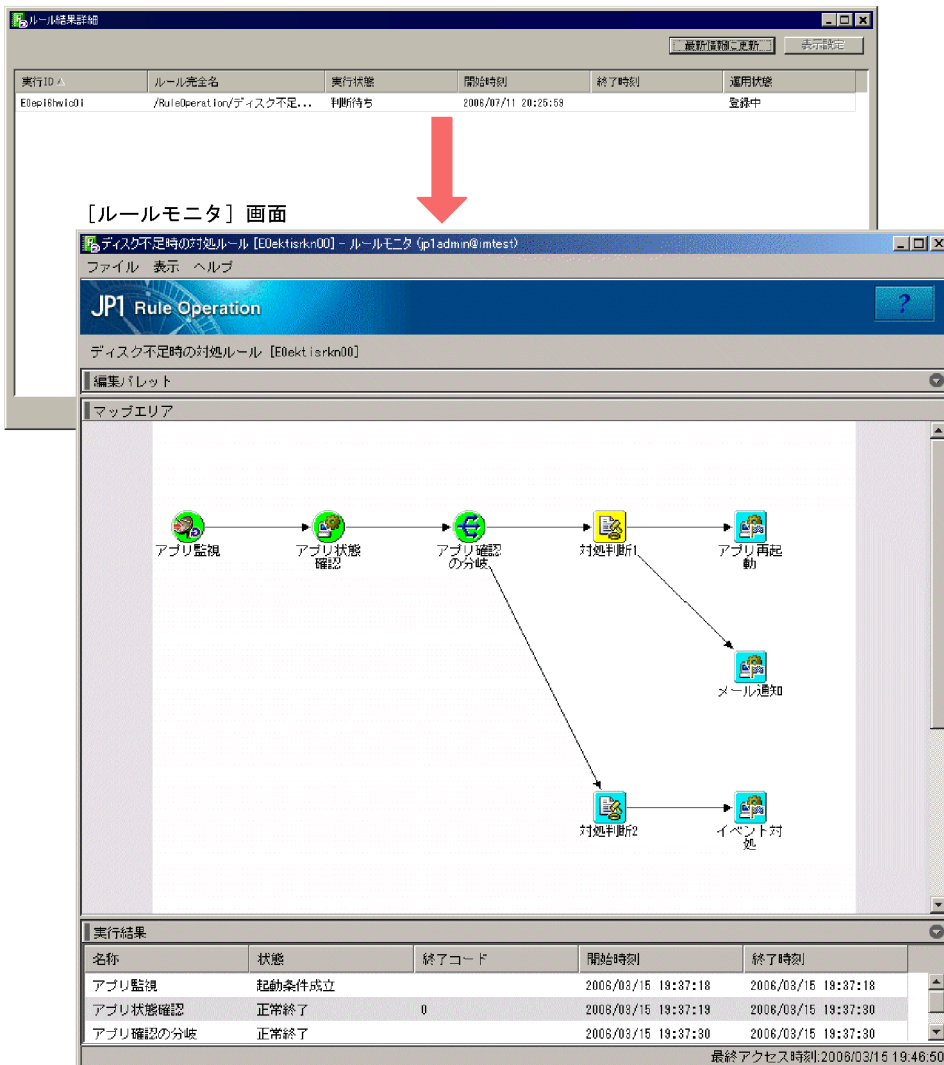 ルール結果詳細
最新情報に更新 表示設定
実行ID △ ルール完全名 実行状態 開始時刻 終了時刻 運用状態
E0epi6hwic0i /RuleOperation/ディスク不足... 判断待ち 2006/07/11 20:25:59 登録中
[ルールモニタ] 画面
ディスク不足時の対処ルール [E0ektisrkn00] - ルールモニタ (jp1admin@imtest)
ファイル 表示 ヘルプ
JP1 Rule Operation ?
ディスク不足時の対処ルール [E0ektisrkn00]
編集パレット
マップエリア
アプリ監視 アプリ状態 アプリ確認 対処判断1 アプリ再起
確認 の分岐 動
メール通知
対処判断2 イベント対
処
実行結果
名称 状態 終了コード 開始時刻 終了時刻
アプリ監視 起動条件成立 2006/03/15 19:37:18 2006/03/15 19:37:18
アプリ状態確認 正常終了 0 2006/03/15 19:37:19 2006/03/15 19:37:30
アプリ確認の分岐 正常終了 2006/03/15 19:37:30 2006/03/15 19:37:30
最終アクセス時刻:2006/03/15 19:46:50